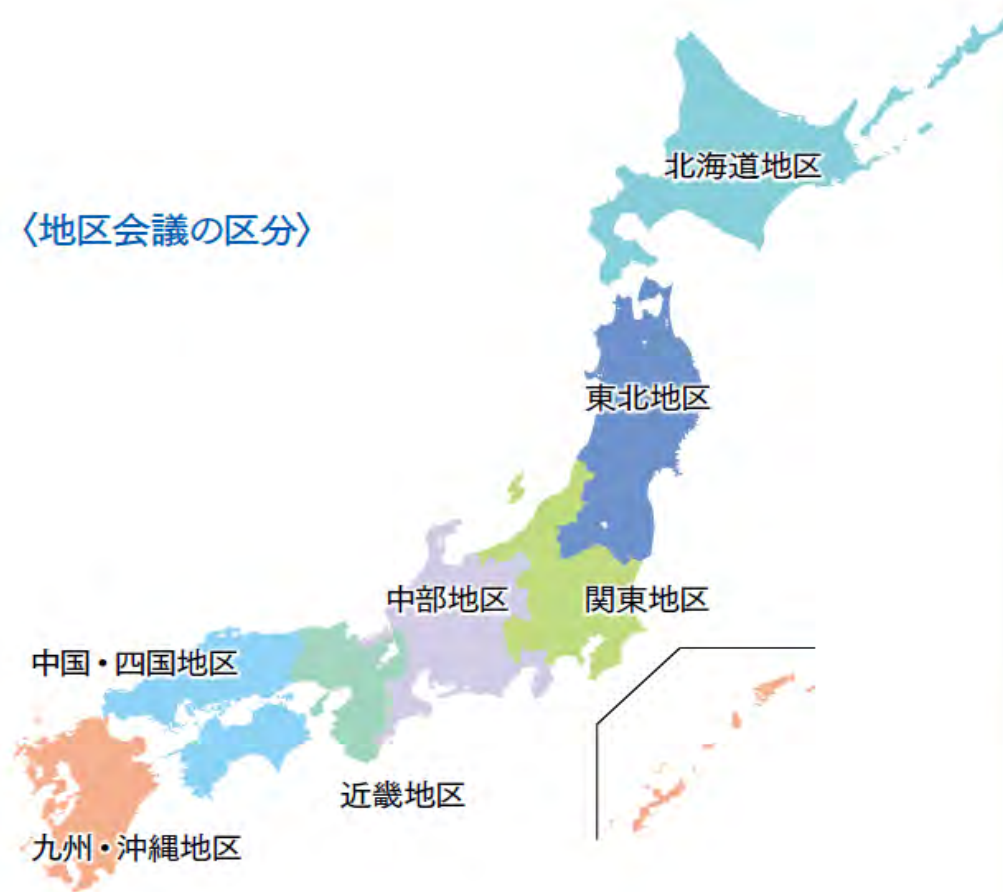 北海道地区
〈地区会議の区分〉
東北地区
中部地区
関東地区
中国・四国地区
近畿地区
九州・沖縄地区